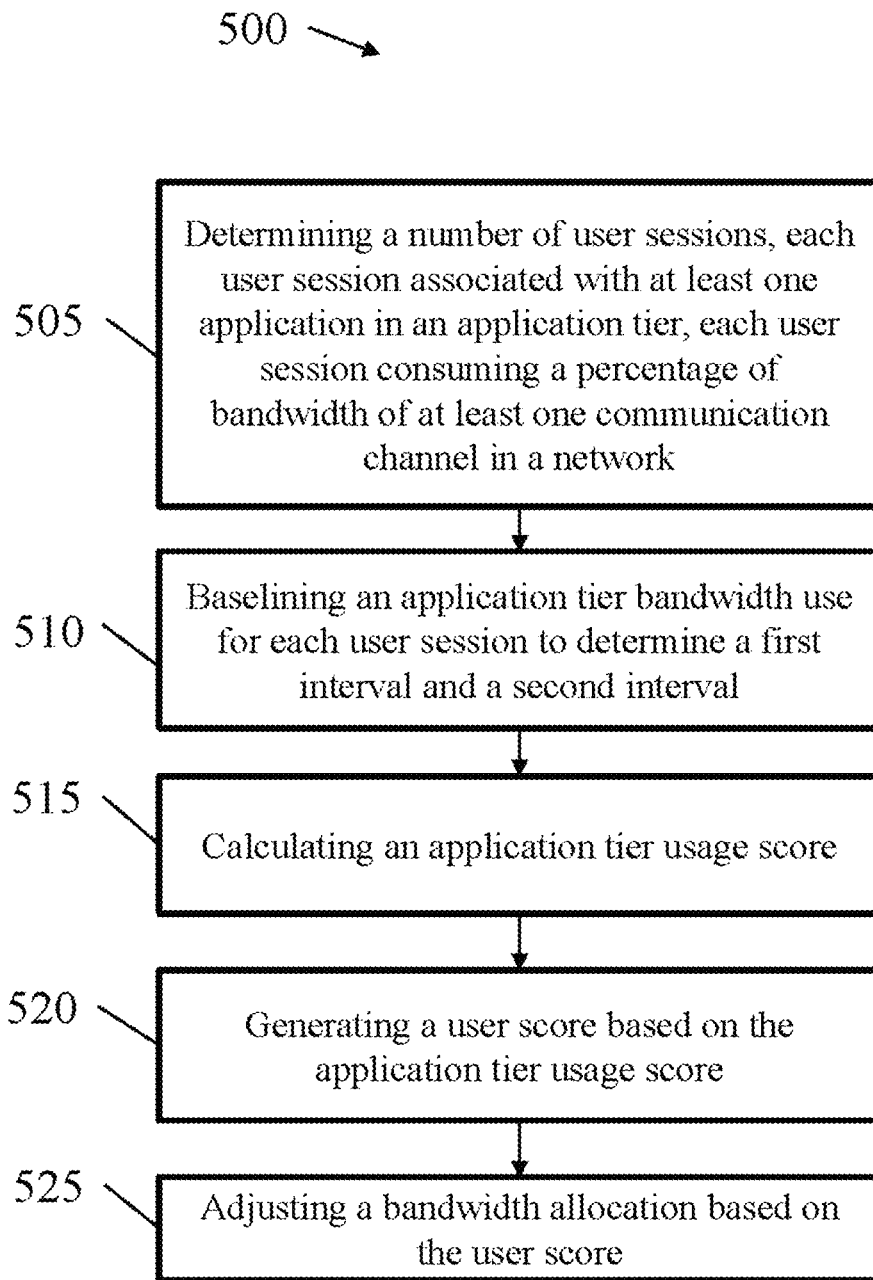 500
505
Determining a number of user sessions, each
user session associated with at least one
application in an application tier, each user
session consuming a percentage of
bandwidth of at least one communication
channel in a network
510
Baselining an application tier bandwidth use
for each user session to determine a first
interval and a second interval
515
Calculating an application tier usage score
520
Generating a user score based on the
application tier usage score
525
Adjusting a bandwidth allocation based on
the user score